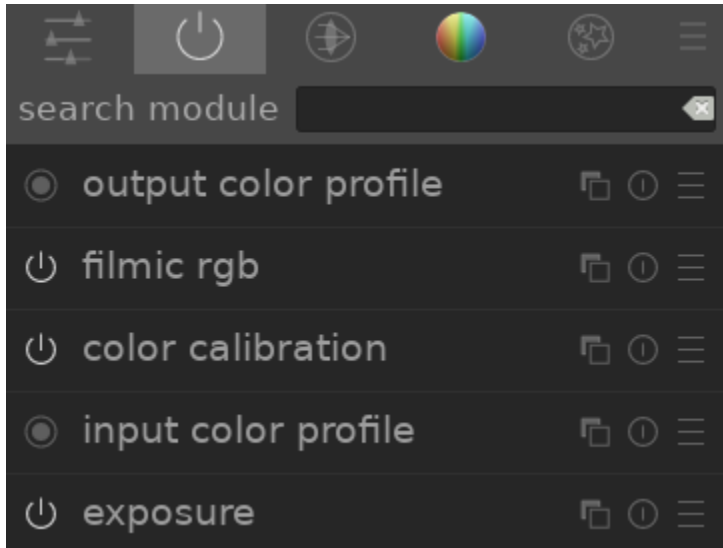 search module
output color profile
filmic rgb
color calibration
input color profile
exposure